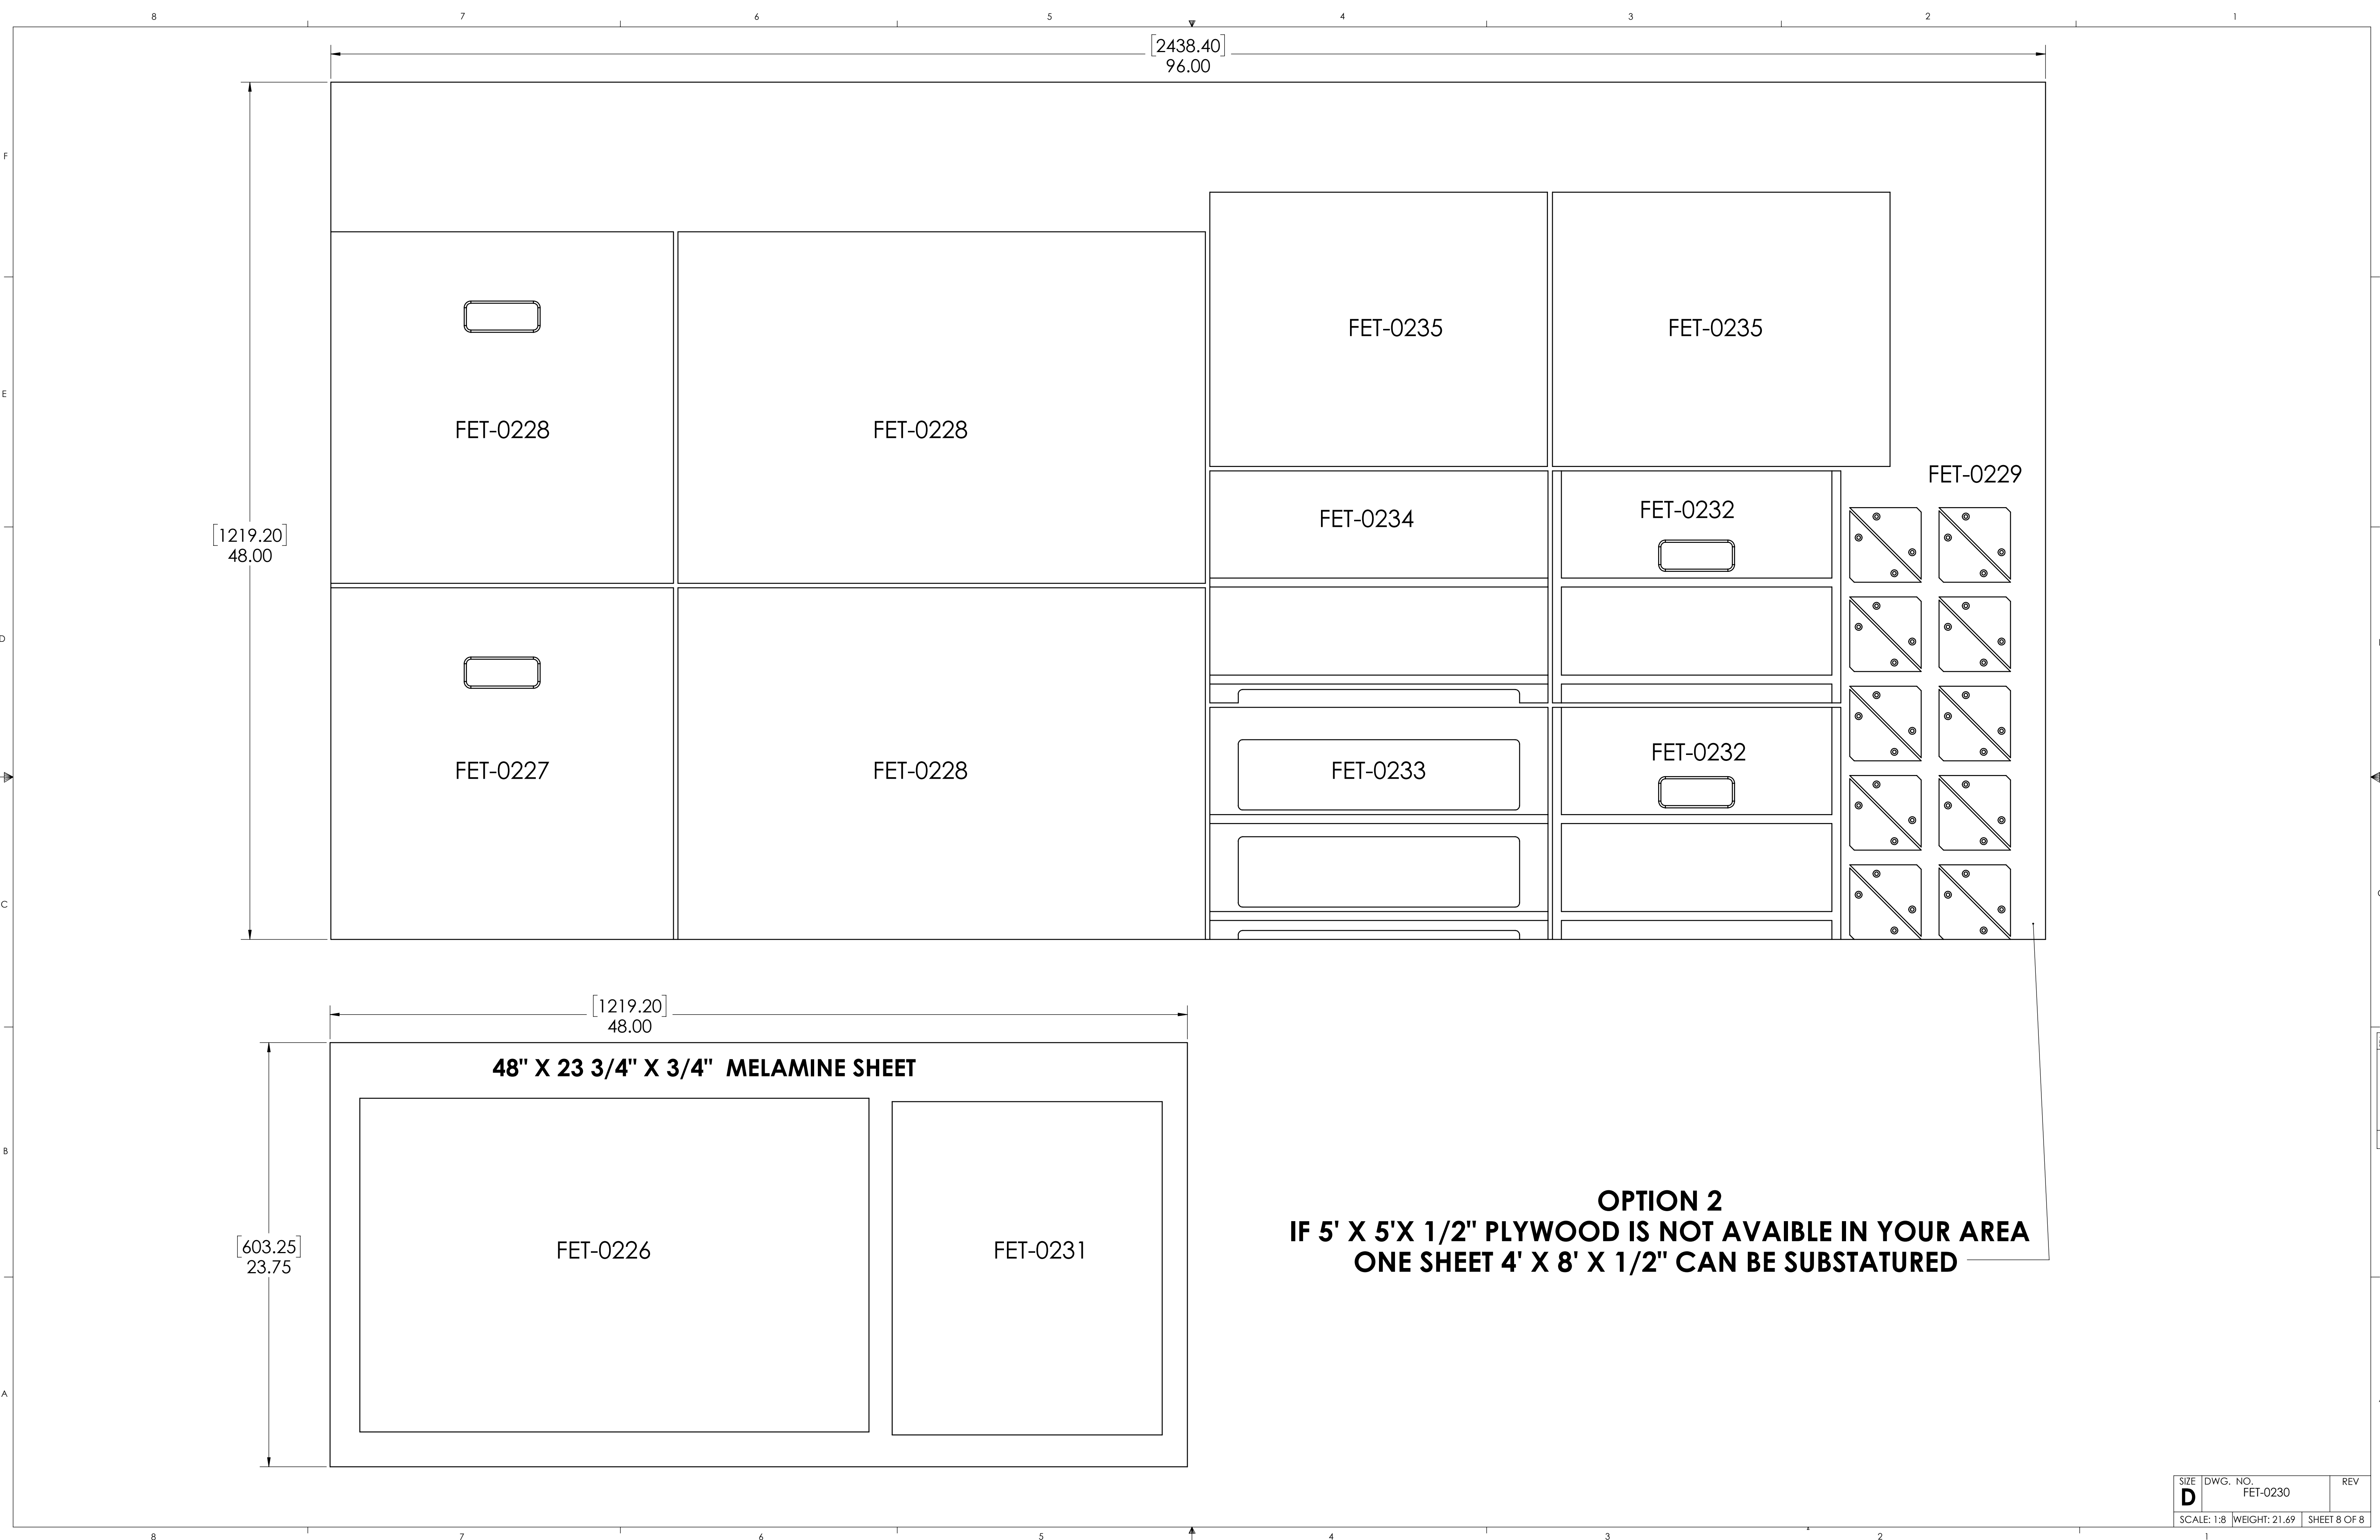 8 7 6 5 4 3 2 1
[2438.40]
96.00
F
E
D
C
B
A
FET-0235 FET-0235
FET-0228 FET-0228
FET-0229
FET-0234 FET-0232
[1219.20]
48.00
FET-0232
FET-0227 FET-0228 FET-0233
[1219.20]
48.00
48" X 23 3/4" X 3/4" MELAMINE SHEET
[603.25]
23.75
FET-0226 FET-0231
OPTION 2
IF 5' X 5'X 1/2" PLYWOOD IS NOT AVAIBLE IN YOUR AREA
ONE SHEET 4' X 8' X 1/2" CAN BE SUBSTATURED
SIZE DWG. NO. REV
D FET-0230
SCALE: 1:8 WEIGHT: 21.69 SHEET 8 OF 8
8 7 6 5 4 3 2 1